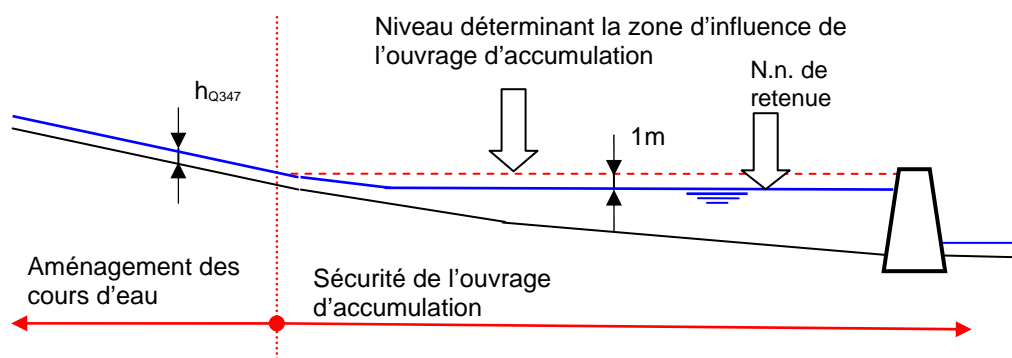 Niveau déterminant la zone d’influence de
l’ouvrage d’accumulation
N.n. de
retenue
hQ347
1m
Aménagement des
cours d’eau
Sécurité de l’ouvrage
d’accumulation